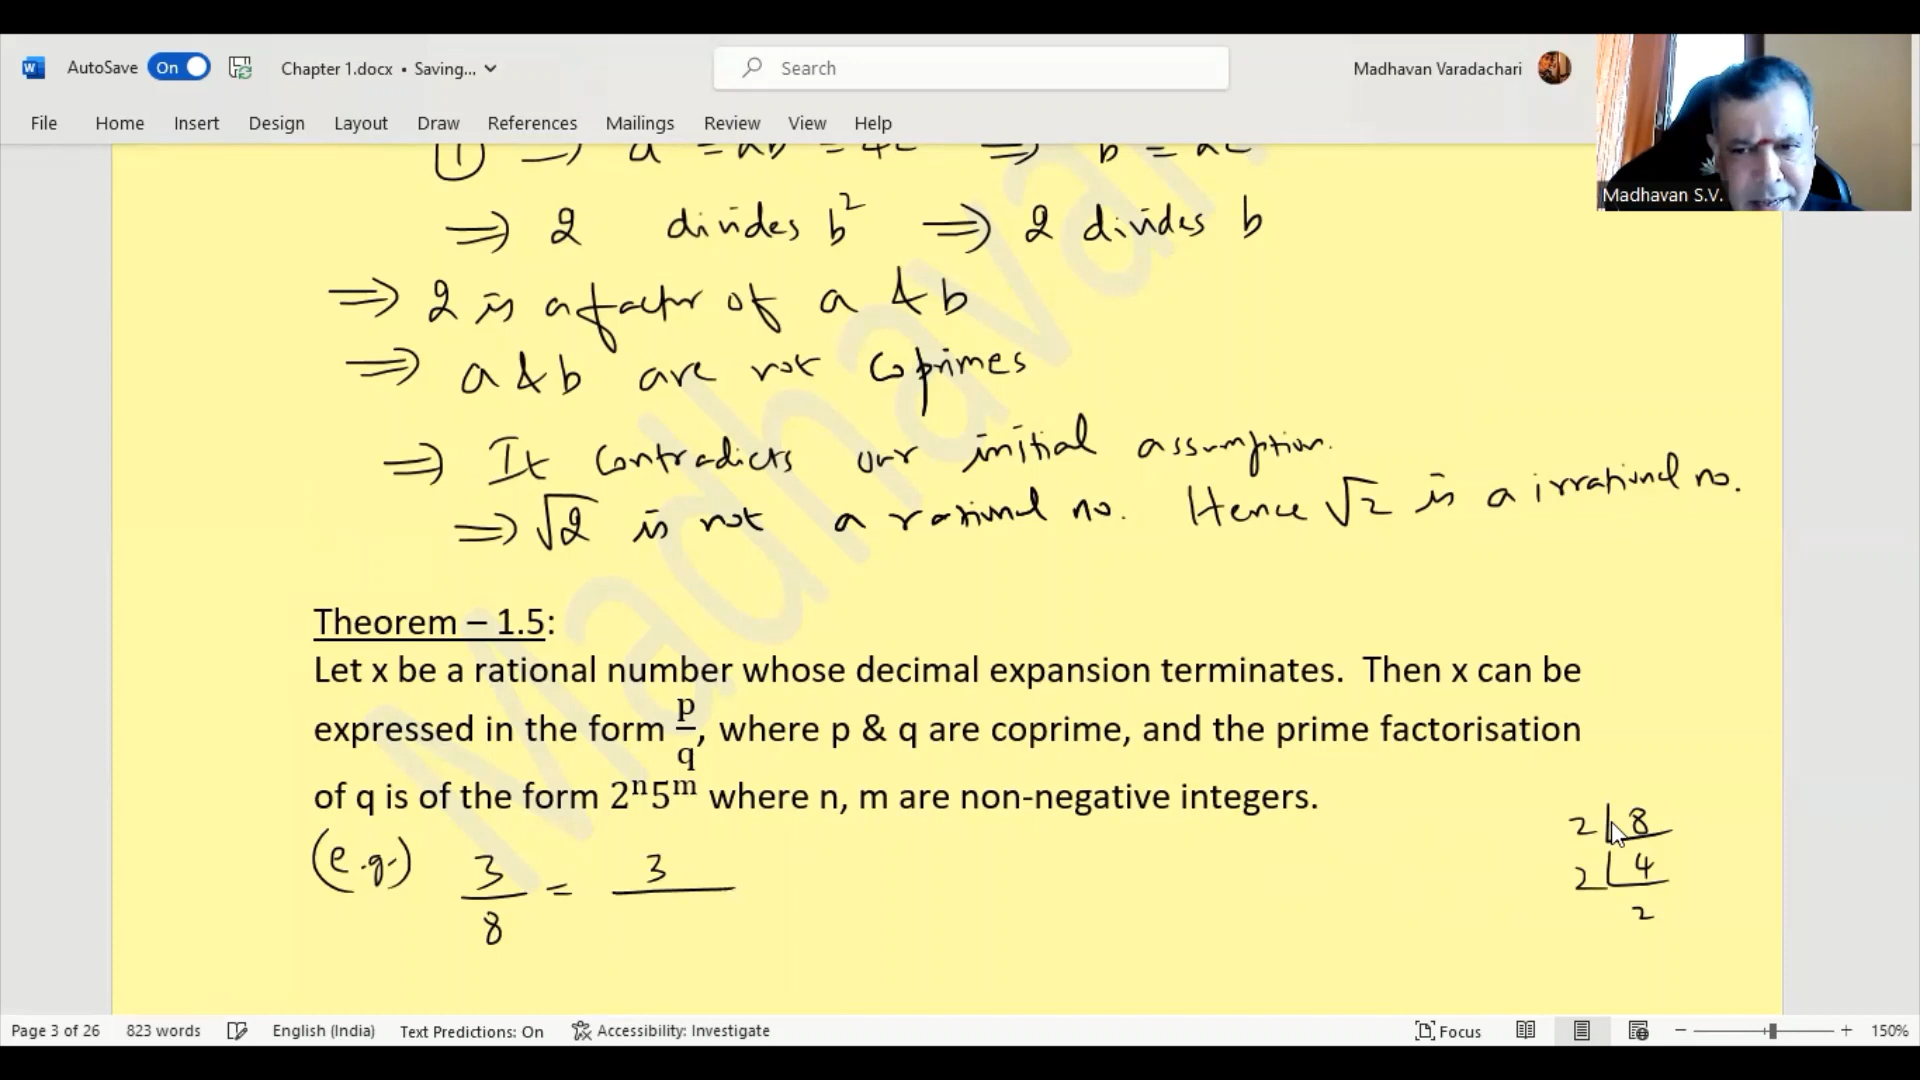 AutoSave On Chapter 1.docx • Saving... Search Madhavan Varadachari
File Home Insert Design Layout Draw References Mailings Review View Help
Madhavan S.V.
⇒ 2 divides b² ⇒ 2 divides b
⇒ 2 is a factor of a & b
⇒ a & b are not coprimes
⇒ It contradicts our initial assumption.
⇒ √2 is not a rational no. Hence √2 is a irrational no.
Theorem – 1.5:
Let x be a rational number whose decimal expansion terminates. Then x can be
expressed in the form p/q, where p & q are coprime, and the prime factorisation
of q is of the form 2ⁿ5ᵐ where n, m are non-negative integers.
(e.g.) 3/8 = 3
2 8
2 4
2
Madhavan
Page 3 of 26 823 words English (India) Text Predictions: On Accessibility: Investigate Focus 150%